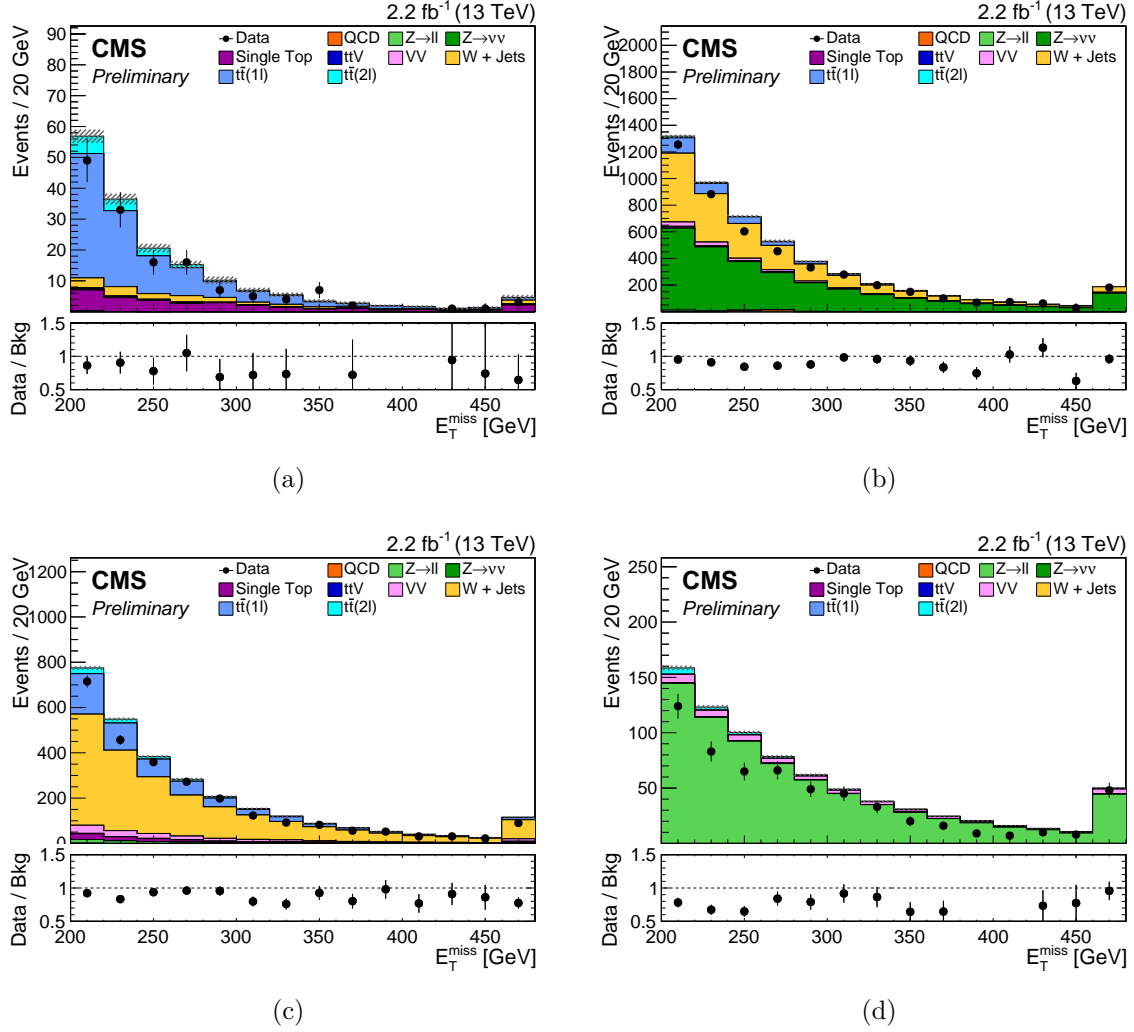 2.2 fb⁻¹ (13 TeV)
CMS
Preliminary
Data
Single Top
tt̄(1l)
QCD
ttV
tt̄(2l)
Z→ll
VV
Z→νν
W + Jets
Events / 20 GeV
90
80
70
60
50
40
30
20
10
Data / Bkg
1.5
1
0.5
200 250 300 350 400 450
E_T^miss [GeV]
(a)
2.2 fb⁻¹ (13 TeV)
CMS
Preliminary
Data
Single Top
tt̄(1l)
QCD
ttV
tt̄(2l)
Z→ll
VV
Z→νν
W + Jets
Events / 20 GeV
2000
1800
1600
1400
1200
1000
800
600
400
200
Data / Bkg
1.5
1
0.5
200 250 300 350 400 450
E_T^miss [GeV]
(b)
2.2 fb⁻¹ (13 TeV)
CMS
Preliminary
Data
Single Top
tt̄(1l)
QCD
ttV
tt̄(2l)
Z→ll
VV
Z→νν
W + Jets
Events / 20 GeV
1200
1000
800
600
400
200
0
Data / Bkg
1.5
1
0.5
200 250 300 350 400 450
E_T^miss [GeV]
(c)
2.2 fb⁻¹ (13 TeV)
CMS
Preliminary
Data
Single Top
tt̄(1l)
QCD
ttV
tt̄(2l)
Z→ll
VV
Z→νν
W + Jets
Events / 20 GeV
250
200
150
100
50
Data / Bkg
1.5
1
0.5
200 250 300 350 400 450
E_T^miss [GeV]
(d)